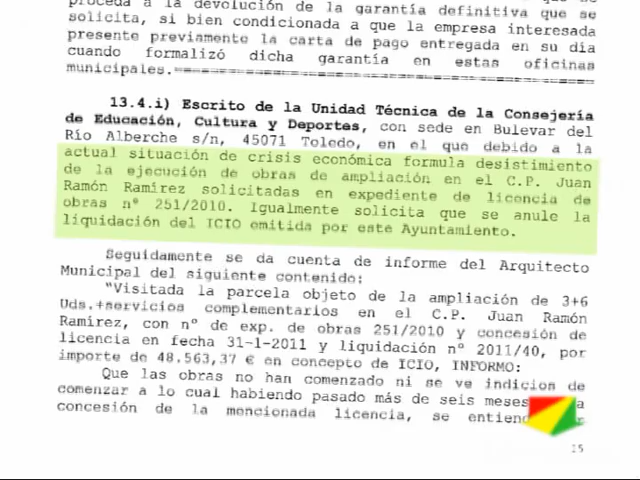 proceda a la devolución de la garantía definitiva que se
solicita, si bien condicionada a que la empresa interesada
presente previamente la carta de pago entregada en su día
cuando formalizó dicha garantía en estas oficinas
municipales.
13.4.i) Escrito de la Unidad Técnica de la Consejería
de Educación, Cultura y Deportes, con sede en Bulevar del
Río Alberche s/n, 45071 Toledo, en el que debido a la
actual situación de crisis económica formula desistimiento
de la ejecución de obras de ampliación en el C.P. Juan
Ramón Ramírez solicitadas en expediente de licencia de
obras nº 251/2010. Igualmente solicita que se anule la
liquidación del ICIO emitida por este Ayuntamiento.
Seguidamente se da cuenta de informe del Arquitecto
Municipal del siguiente contenido:
"Visitada la parcela objeto de la ampliación de 3+6
Uds.+servicios complementarios en el C.P. Juan Ramón
Ramírez, con nº de exp. de obras 251/2010 y concesión de
licencia en fecha 31-1-2011 y liquidación nº 2011/40, por
importe de 48.563,37 € en concepto de ICIO, INFORMO:
Que las obras no han comenzado ni se ve indicios de
comenzar a lo cual habiendo pasado más de seis meses
concesión de la mencionada licencia, se